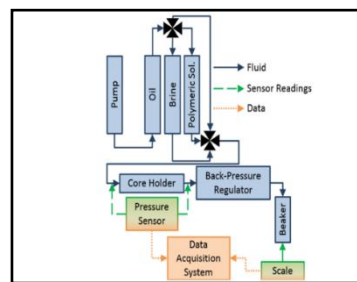 Pump
Oil
Brine
Polymeric Sol.
Fluid
Sensor Readings
Data
Core Holder
Back-Pressure
Regulator
Pressure
Sensor
Beaker
Data
Acquisition
System
Scale